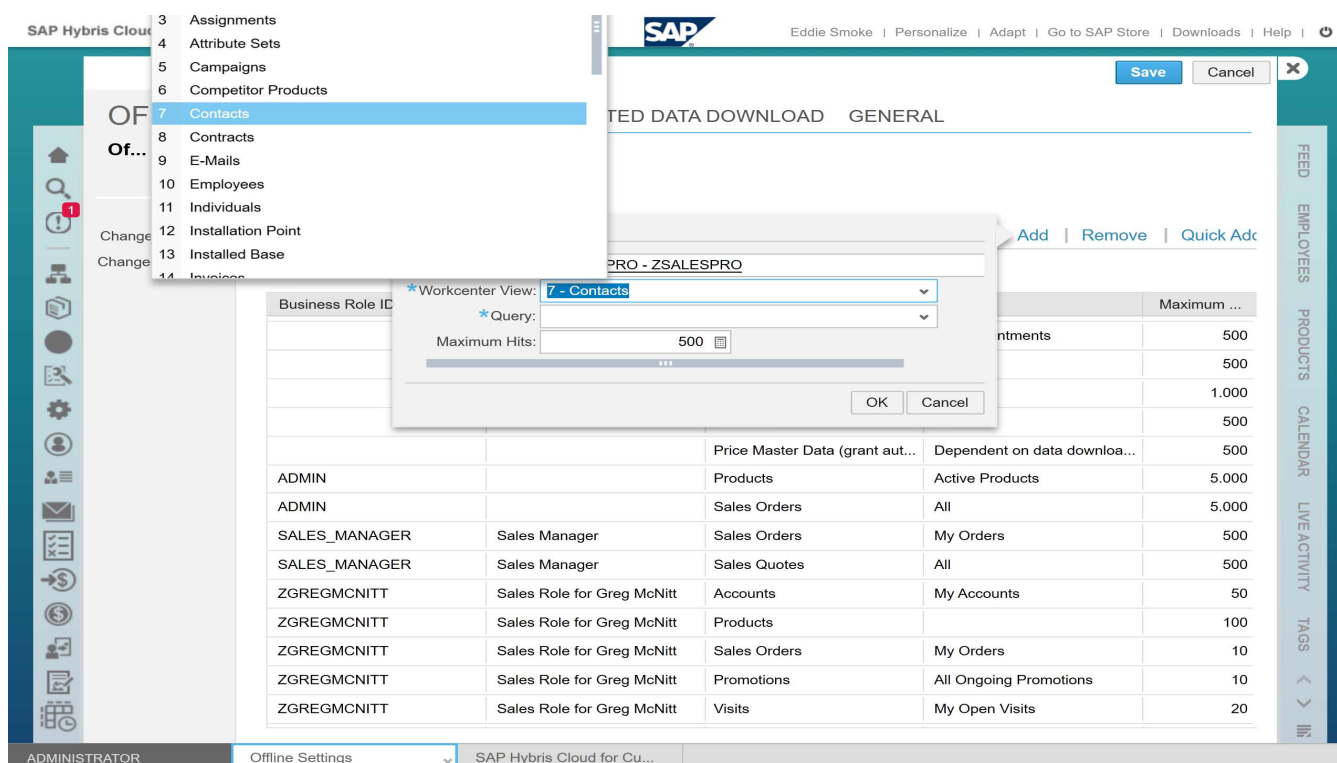 SAP Hybris Clou
SAP
Eddie Smoke | Personalize | Adapt | Go to SAP Store | Downloads | Help |
3 Assignments
4 Attribute Sets
5 Campaigns
6 Competitor Products
7 Contacts
8 Contracts
9 E-Mails
10 Employees
11 Individuals
12 Installation Point
13 Installed Base
14 Invoices
Save Cancel
OF
TED DATA DOWNLOAD GENERAL
Of...
1
Change
Change
Add | Remove | Quick Add
PRO - ZSALESPRO
*Workcenter View: 7 - Contacts
*Query:
Maximum Hits: 500
OK Cancel
Business Role ID Maximum ...
ntments 500
500
1.000
500
Price Master Data (grant aut... Dependent on data downloa... 500
ADMIN Products Active Products 5.000
ADMIN Sales Orders All 5.000
SALES_MANAGER Sales Manager Sales Orders My Orders 500
SALES_MANAGER Sales Manager Sales Quotes All 500
ZGREGMCNITT Sales Role for Greg McNitt Accounts My Accounts 50
ZGREGMCNITT Sales Role for Greg McNitt Products 100
ZGREGMCNITT Sales Role for Greg McNitt Sales Orders My Orders 10
ZGREGMCNITT Sales Role for Greg McNitt Promotions All Ongoing Promotions 10
ZGREGMCNITT Sales Role for Greg McNitt Visits My Open Visits 20
FEED
EMPLOYEES
PRODUCTS
CALENDAR
LIVE ACTIVITY
TAGS
ADMINISTRATOR Offline Settings SAP Hybris Cloud for Cu...